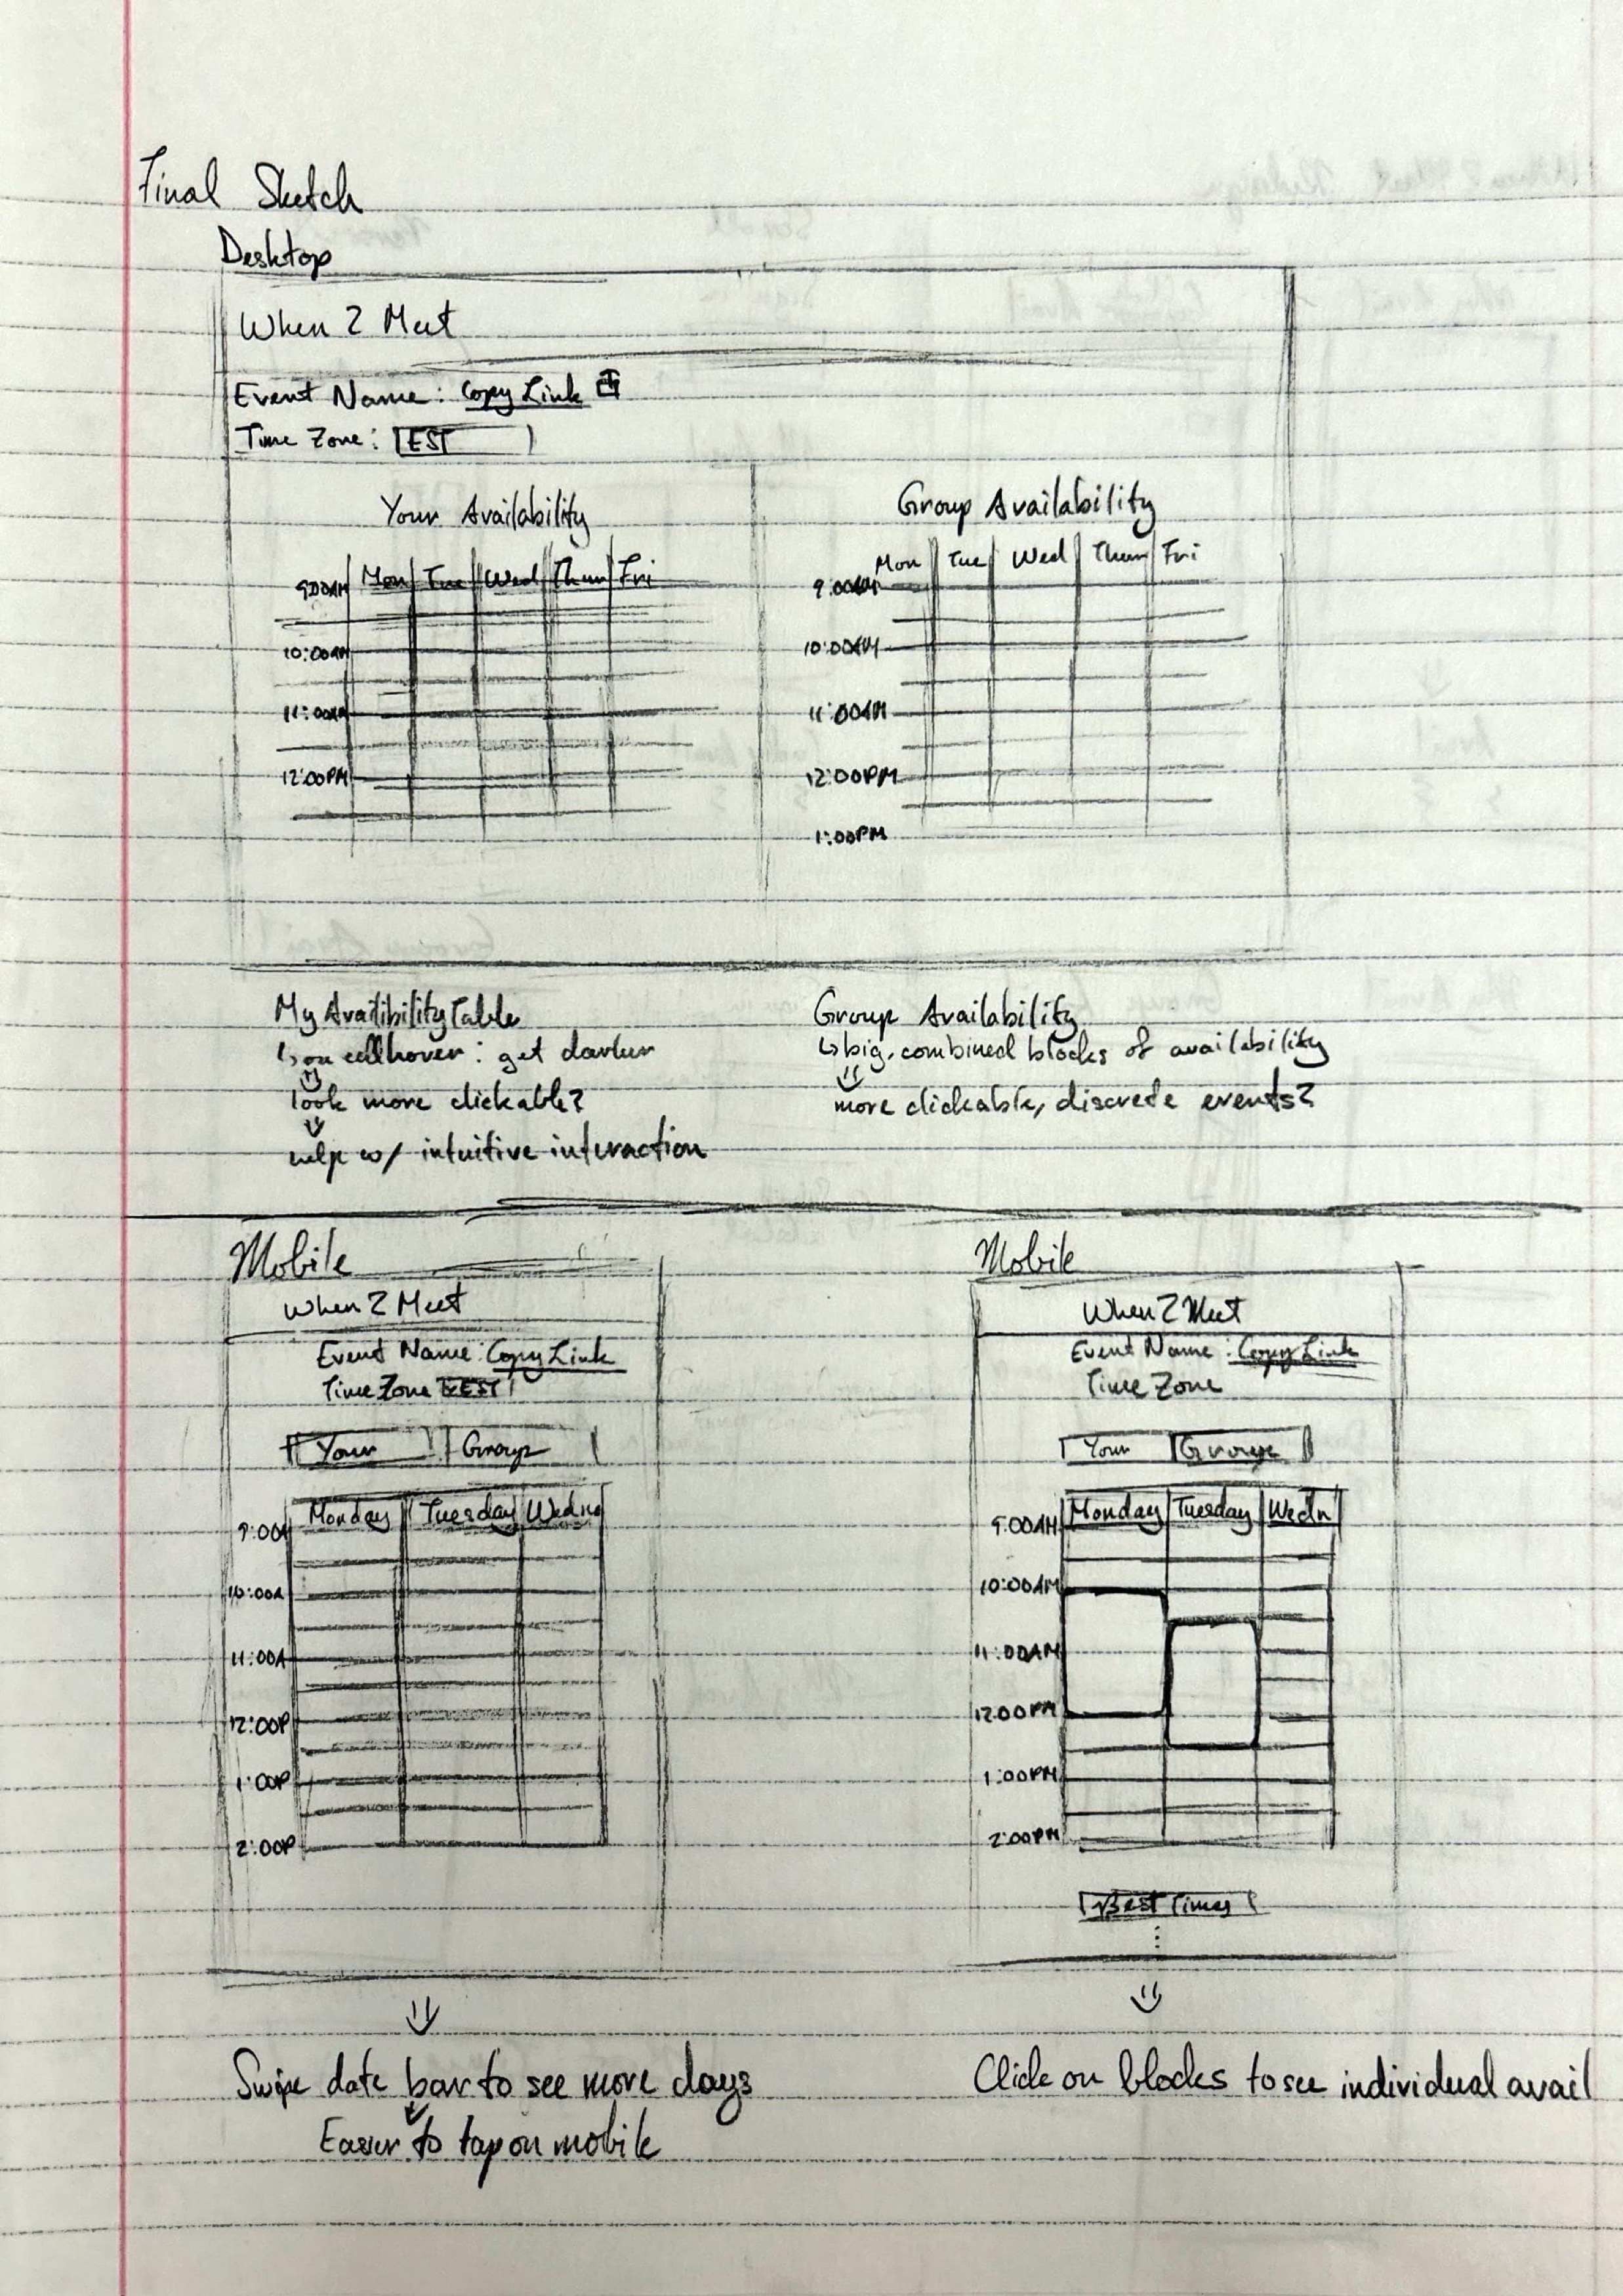 Final Sketch
Desktop
When 2 Meet
Event Name: Copy Link
Time Zone: EST
Your Availability
Mon Tue Wed Thur Fri
9:00AM
10:00AM
11:00AM
12:00PM
Group Availability
Mon Tue Wed Thur Fri
9:00AM
10:00AM
11:00AM
12:00PM
1:00PM
My Availibility Table
on cell hover: get darker
look more clickable?
help w/ intuitive interaction
Group Availability
big, combined blocks of availability
more clickable, discrete events?
Mobile
When 2 Meet
Event Name: Copy Link
Time Zone EST
Your Group
Monday Tuesday Wedne
9:00A
10:00A
11:00A
12:00P
1:00P
2:00P
Swipe date bar to see more days
Easier to tap on mobile
Mobile
When 2 Meet
Event Name: Copy Link
Time Zone
Your Group
Monday Tuesday Wedn
9:00AM
10:00AM
11:00AM
12:00PM
1:00PM
2:00PM
Best Times
Click on blocks to see individual avail